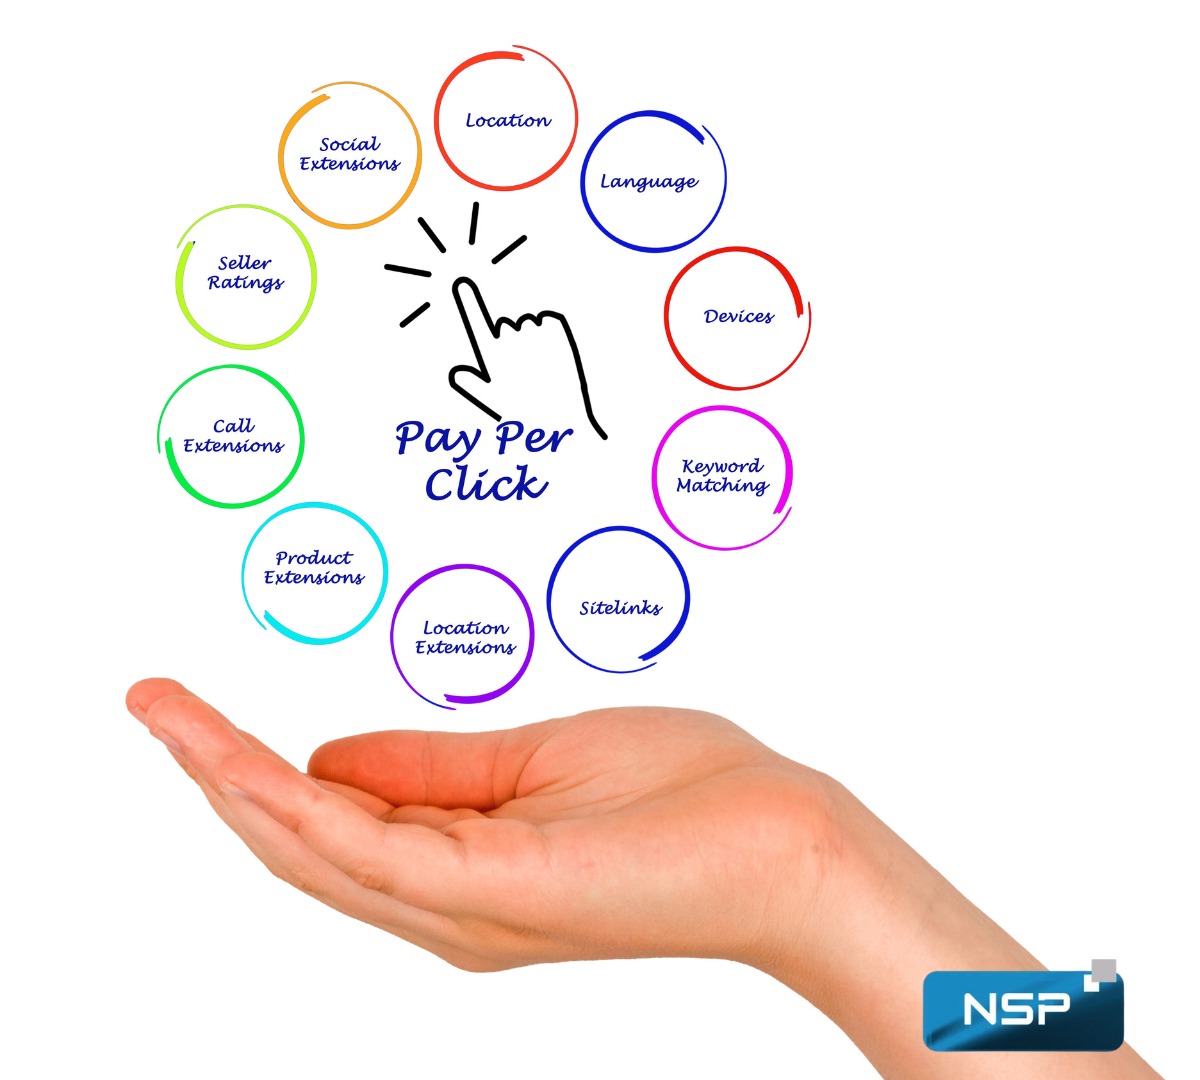 Location
Social
Extensions
Language
Seller
Ratings
Devices
Call
Extensions
Pay Per
Click
Keyword
Matching
Product
Extensions
Sitelinks
Location
Extensions
NSP